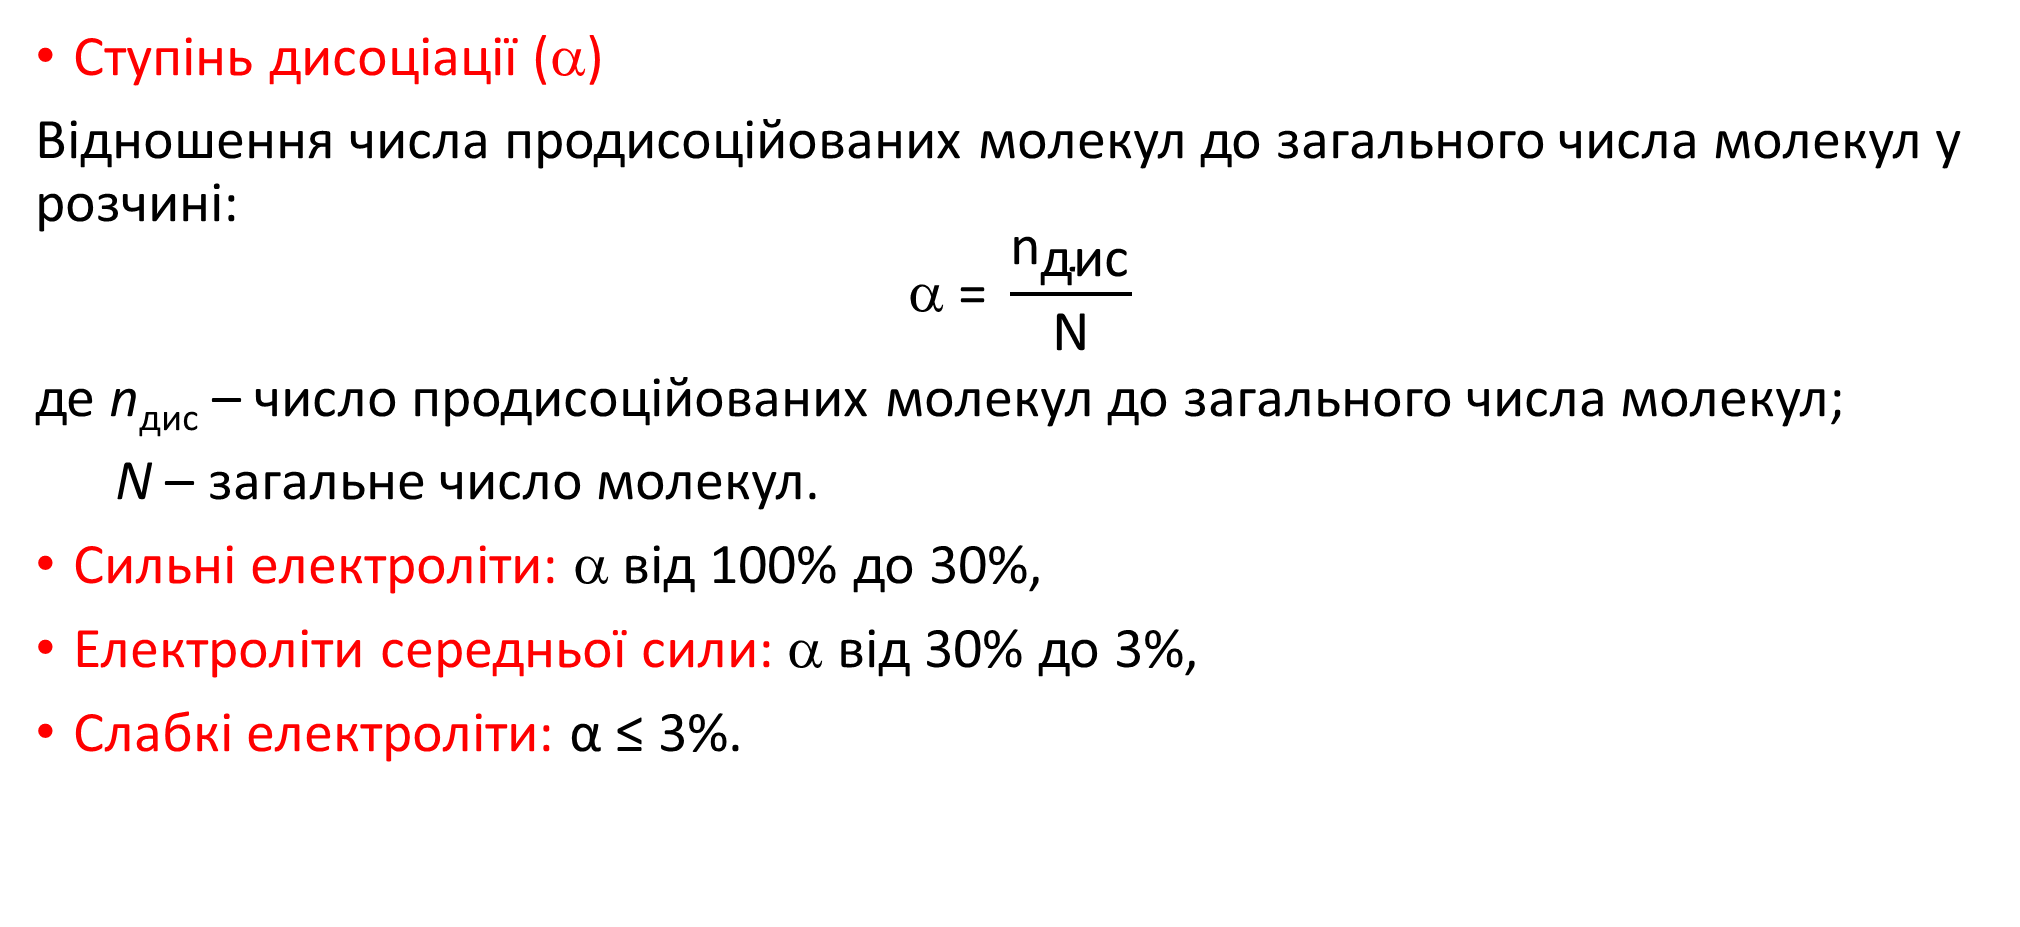 • Ступінь дисоціації (α)
Відношення числа продисоційованих молекул до загального числа молекул у
розчині:
α = nдис / N
де nдис – число продисоційованих молекул до загального числа молекул;
N – загальне число молекул.
• Сильні електроліти: α від 100% до 30%,
• Електроліти середньої сили: α від 30% до 3%,
• Слабкі електроліти: α ≤ 3%.